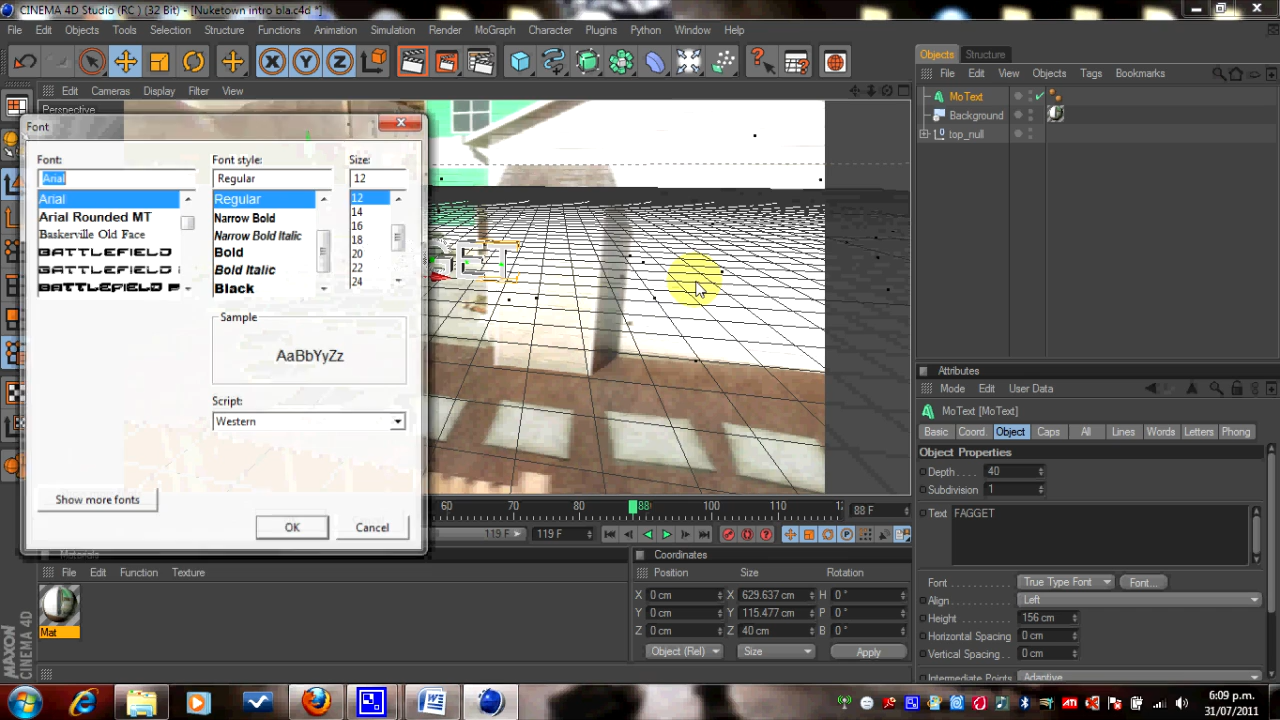 CINEMA 4D Studio (RC ) (32 Bit) - [Nuketown intro bla.c4d *]
File Edit Objects Tools Selection Structure Functions Animation Simulation Render MoGraph Character Plugins Python Window Help
Objects Structure
Edit Cameras Display Filter View
File Edit View Objects Tags Bookmarks
Perspective
MoText
Background
top_null
Font
Font: Font style: Size:
Arial Regular 12
Arial Regular 12
Arial Rounded MT Narrow Bold 14
Baskerville Old Face Narrow Bold Italic 16
BATTLEFIELD Bold 18
BATTLEFIELD Bold Italic 20
BATTLEFIELD Black 22
24
Sample
AaBbYyZz
Script:
Western
Show more fonts
OK Cancel
Attributes
Mode Edit User Data
MoText [MoText]
Basic Coord. Object Caps All Lines Words Letters Phong
Object Properties
Depth 40
Subdivision 1
Text FAGGET
Font True Type Font Font...
Align Left
Height 156 cm
Horizontal Spacing 0 cm
Vertical Spacing 0 cm
Adaptive
60 70 80 88 100 110 88 F
119 F 119 F
Materials
File Edit Function Texture
Mat
MAXON
CINEMA 4D
Coordinates
Position Size Rotation
X 0 cm X 629.637 cm H 0 °
Y 0 cm Y 115.477 cm P 0 °
Z 0 cm Z 40 cm B 0 °
Object (Rel) Size Apply
6:09 p.m.
31/07/2011